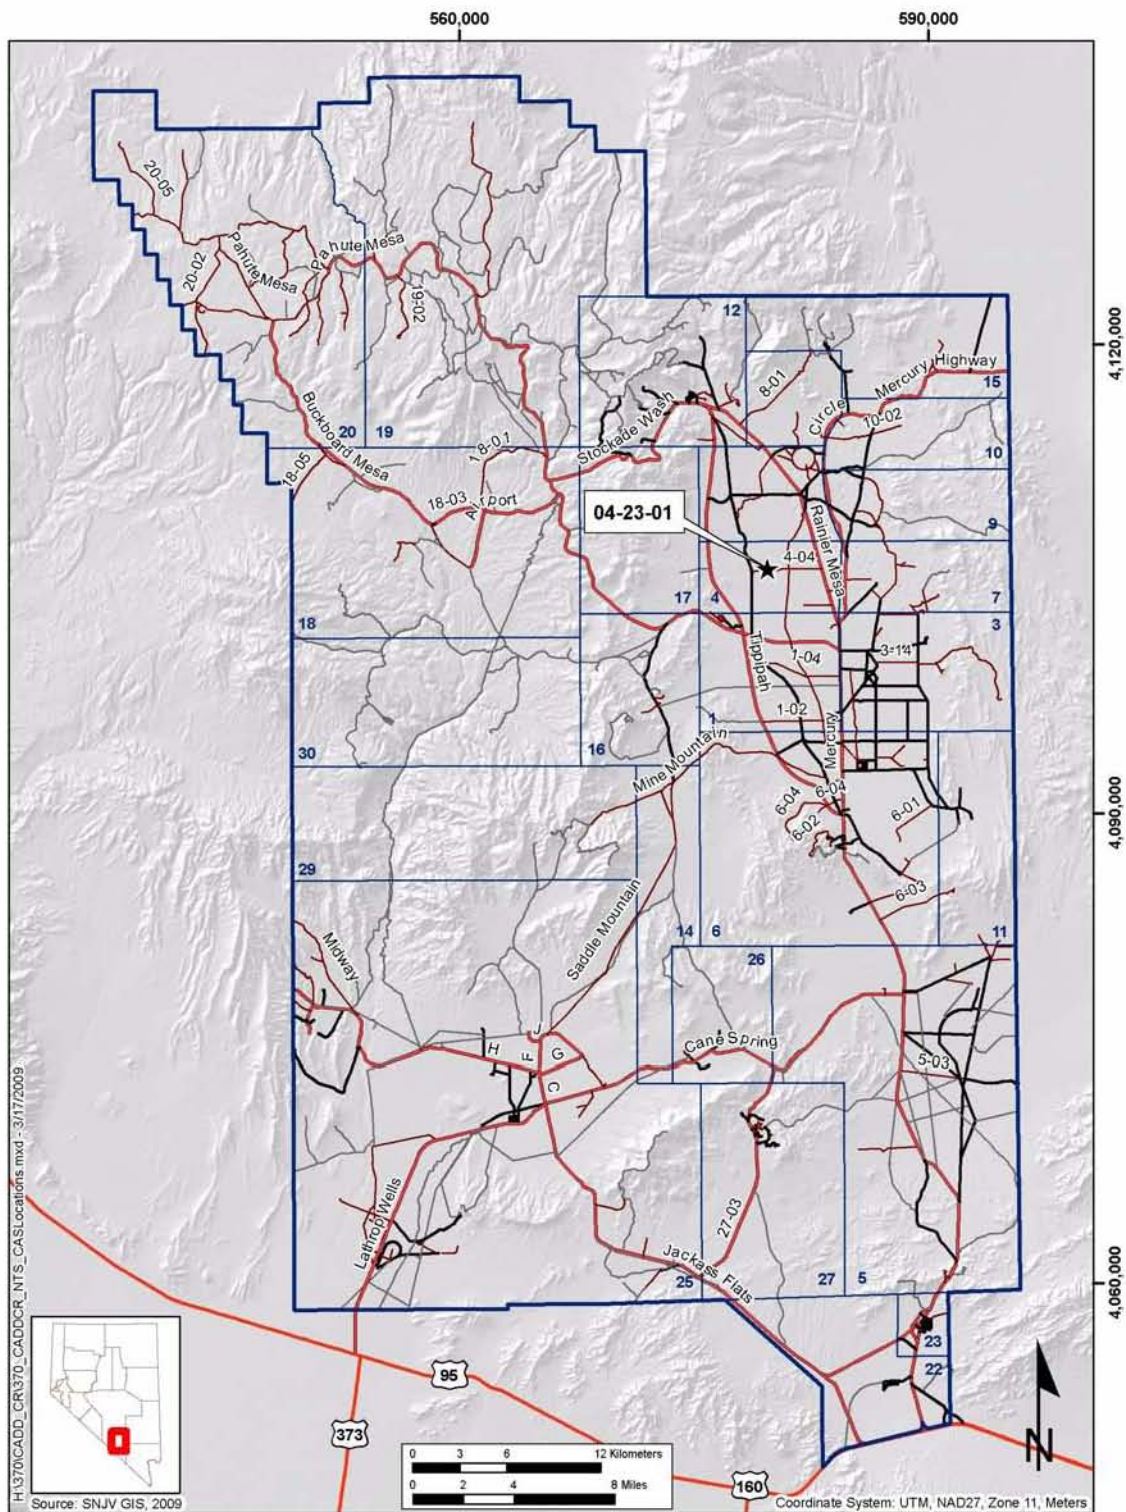 560,000
590,000
4,120,000
4,090,000
4,060,000
20-05
Pahute Mesa
Pahute Mesa
20-02
19-02
12
8-01
Circle
Mercury Highway
15
10-02
Buckboard Mesa
20
19
18-01
Stockade Wash
10
18-05
18-03
Airport
04-23-01
Rainier Mesa
9
4-04
17
4
7
18
3
Tippipah
1-04
3-14
1-02
1
Mercury
30
16
Mine Mountain
6-04
6-04
6-02
6-01
29
6-03
Saddle Mountain
14
6
11
Midway
26
J
H
F
G
Cane Spring
C
5-03
Lathrop Wells
27-03
Jackass Flats
25
27
5
23
22
95
373
160
0 3 6 12 Kilometers
0 2 4 8 Miles
N
H:\370\CADD_CR\370_CADDCR_NTS_CASLocations.mxd - 3/17/2009
Source: SNJV GIS, 2009
Coordinate System: UTM, NAD27, Zone 11, Meters